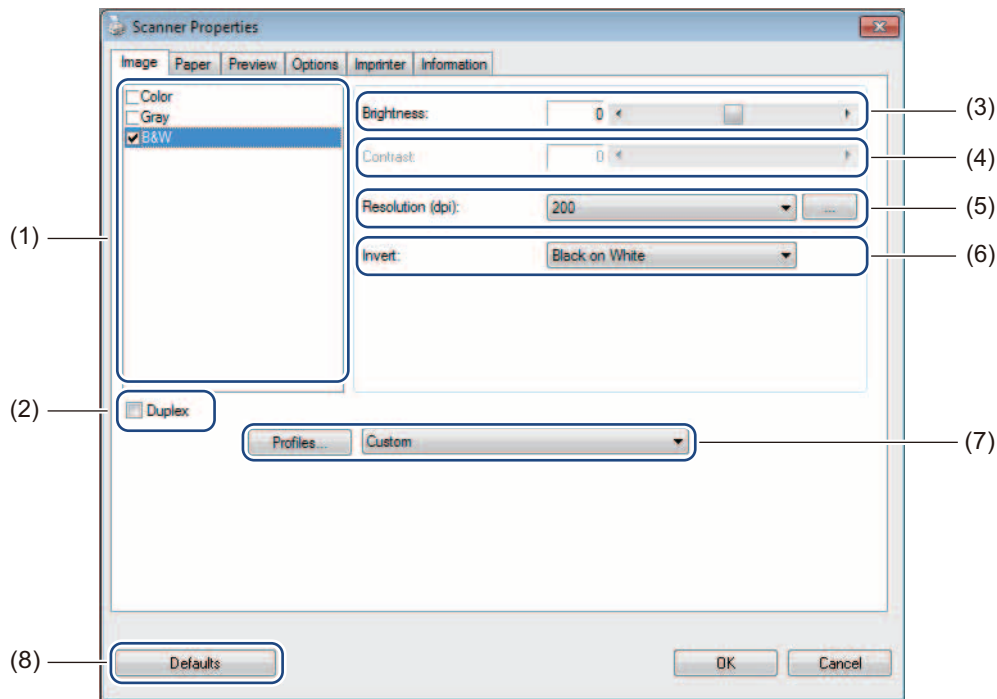 Scanner Properties
Image Paper Preview Options Imprinter Information
Color
Gray
B&W
Brightness: 0
Contrast: 0
Resolution (dpi): 200 ...
Invert: Black on White
Duplex
Profiles... Custom
Defaults OK Cancel
(1)
(2)
(3)
(4)
(5)
(6)
(7)
(8)